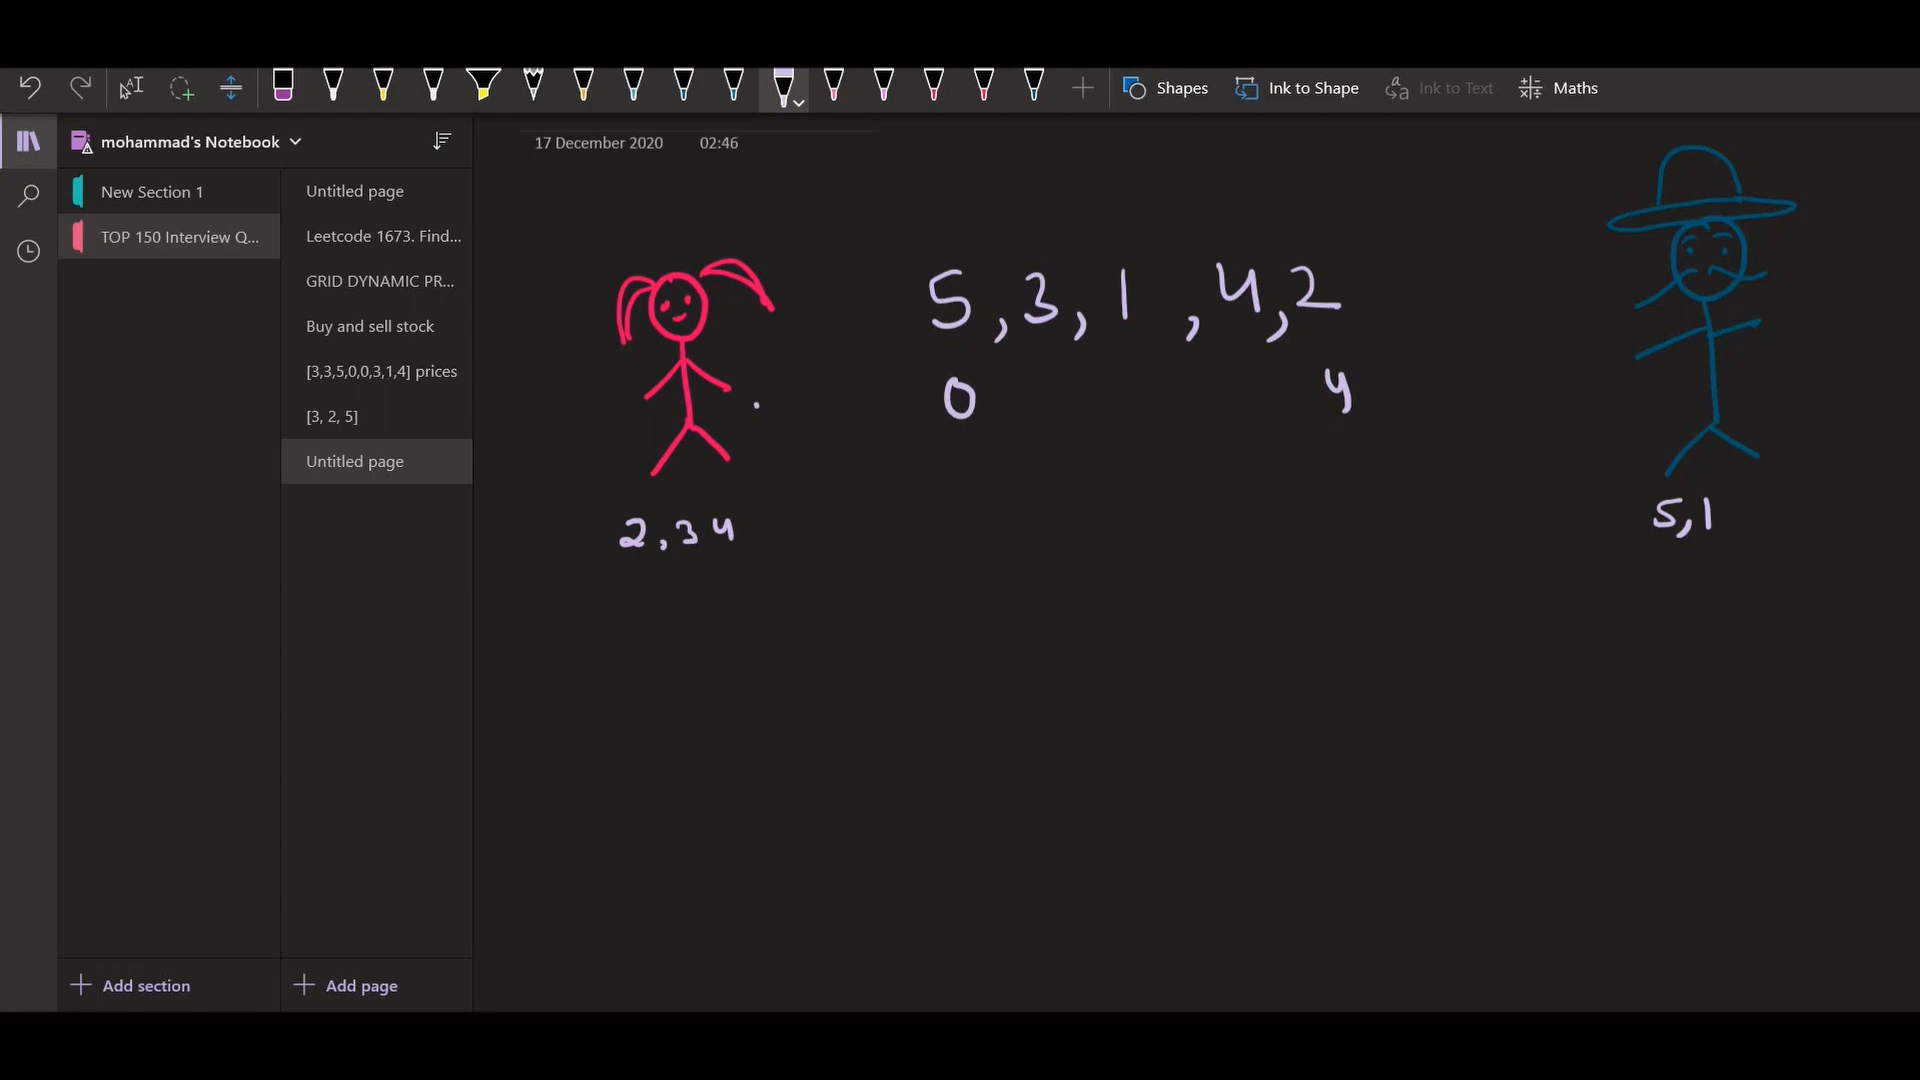 Shapes
Ink to Shape
Ink to Text
Maths
mohammad's Notebook
New Section 1
TOP 150 Interview Q...
Untitled page
Leetcode 1673. Find...
GRID DYNAMIC PR...
Buy and sell stock
[3,3,5,0,0,3,1,4] prices
[3, 2, 5]
Untitled page
17 December 2020 02:46
5,3,1,4,2
0 4
2,3 4
5,1
Add section
Add page